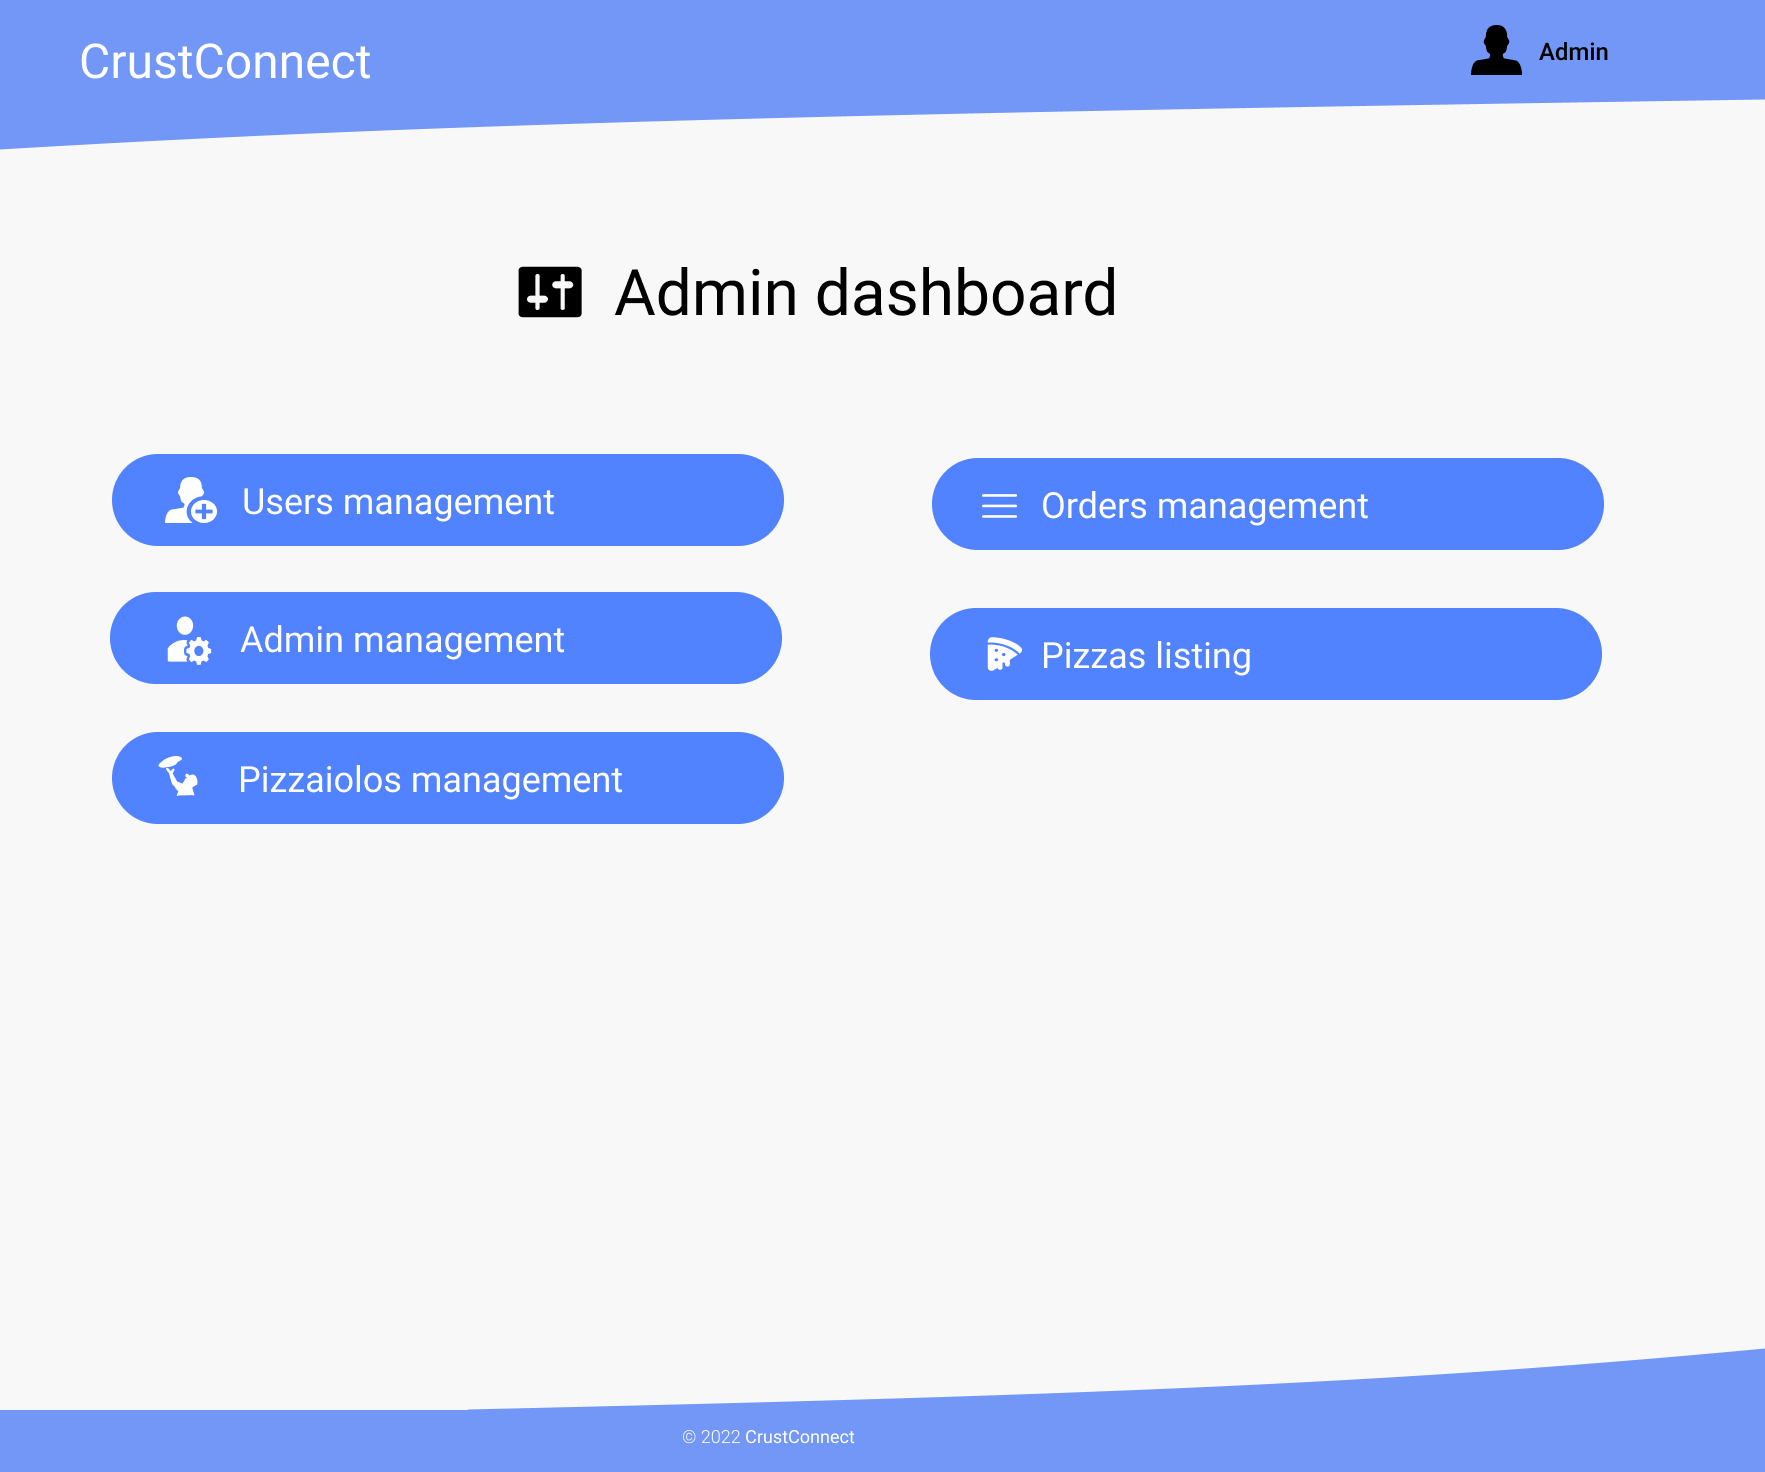 CrustConnect
Admin
Admin dashboard
Users management
Orders management
Admin management
Pizzas listing
Pizzaiolos management
© 2022 CrustConnect